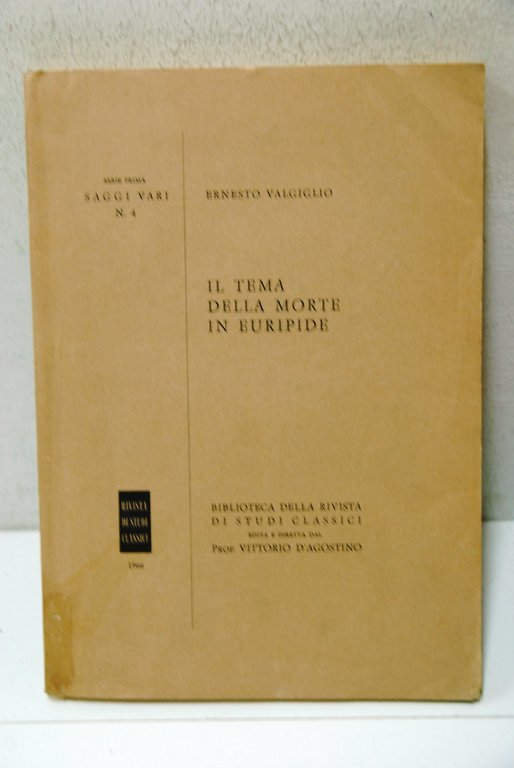 SERIE PRIMA
SAGGI VARI
N. 4
ERNESTO VALGIGLIO
IL TEMA
DELLA MORTE
IN EURIPIDE
RIVISTA
DI STUDI
CLASSICI
1966
BIBLIOTECA DELLA RIVISTA
DI STUDI CLASSICI
EDITA E DIRETTA DAL
PROF. VITTORIO D'AGOSTINO